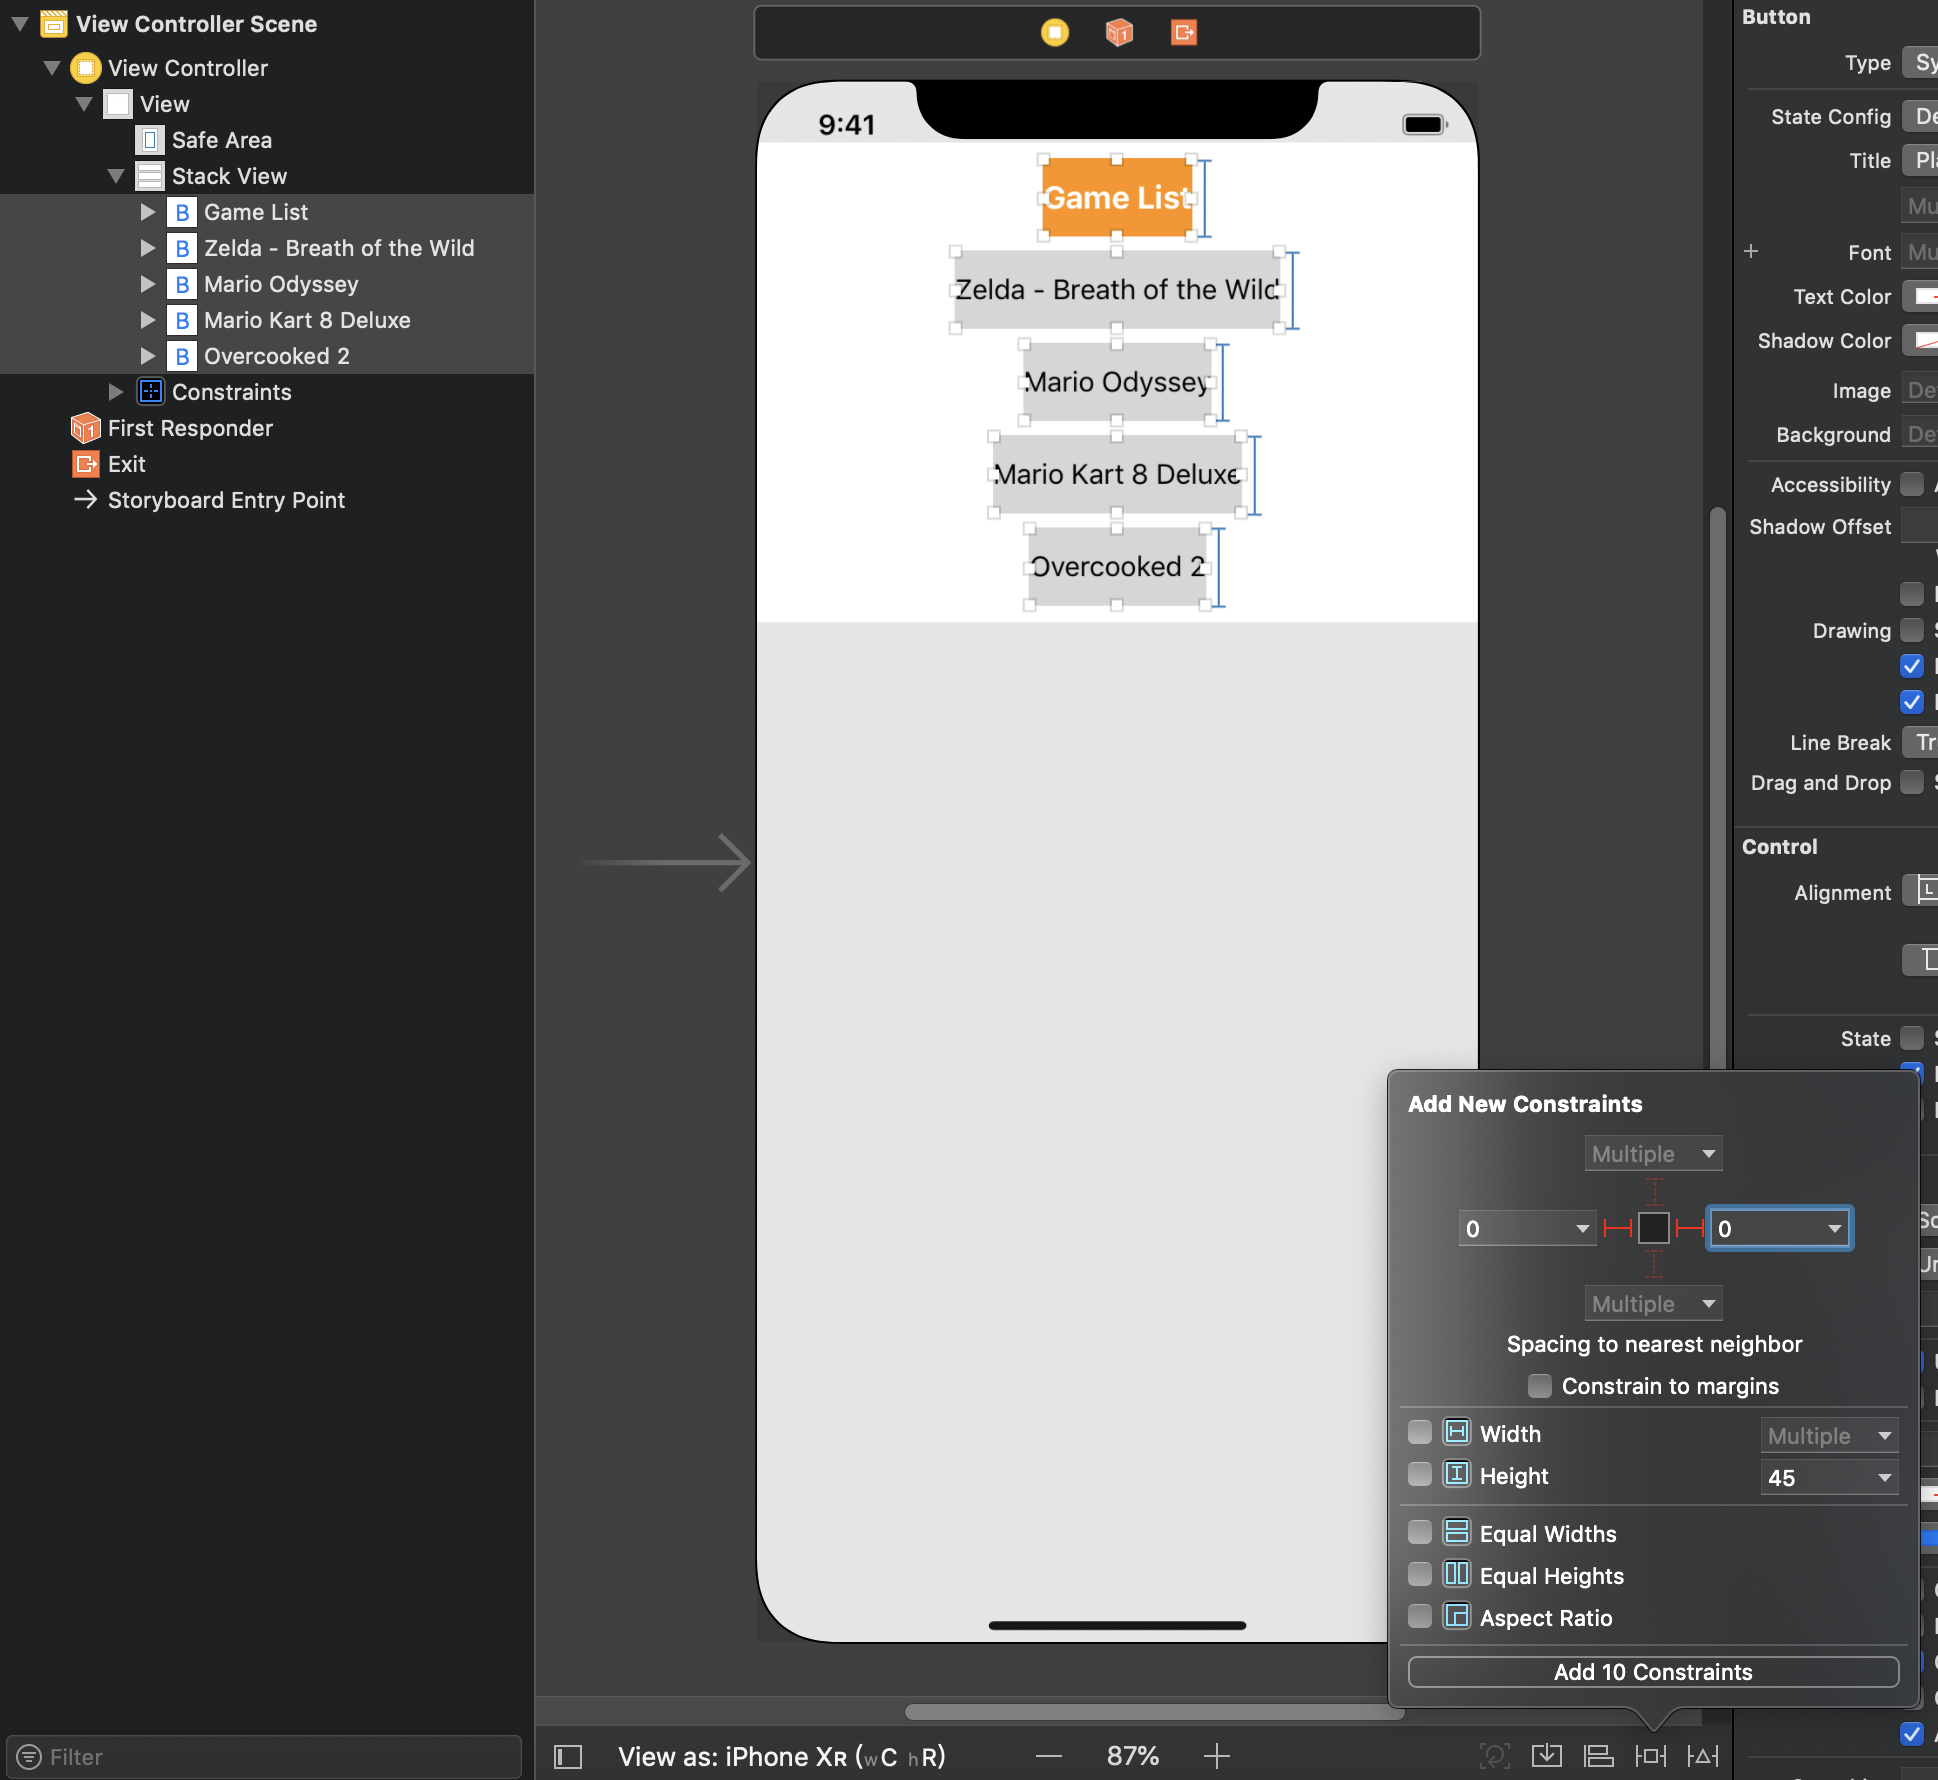 View Controller Scene
View Controller
View
Safe Area
Stack View
B Game List
B Zelda - Breath of the Wild
B Mario Odyssey
B Mario Kart 8 Deluxe
B Overcooked 2
Constraints
First Responder
Exit
Storyboard Entry Point
Filter
9:41
Game List
Zelda - Breath of the Wild
Mario Odyssey
Mario Kart 8 Deluxe
Overcooked 2
View as: iPhone XR (wC hR)
87%
Button
Type Sy
State Config De
Title Pla
Mu
Font Mu
Text Color
Shadow Color
Image De
Background De
Accessibility
Shadow Offset
Drawing
Line Break Tr
Drag and Drop
Control
Alignment
State
Add New Constraints
Multiple
0 0
Multiple
Spacing to nearest neighbor
Constrain to margins
Width Multiple
Height 45
Equal Widths
Equal Heights
Aspect Ratio
Add 10 Constraints